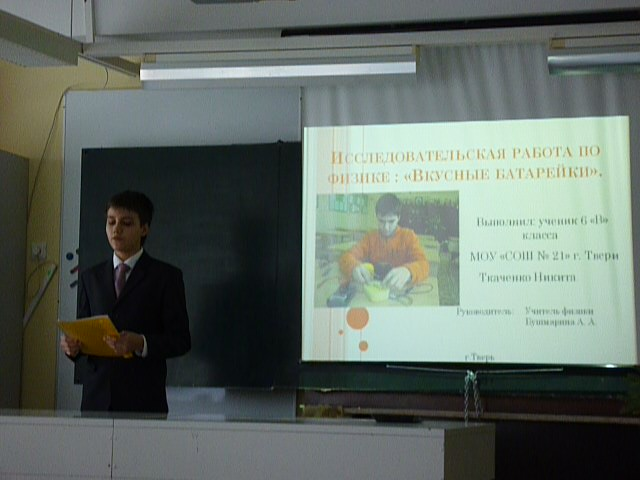 Исследовательская работа по
физике : «Вкусные батарейки».
Выполнил: ученик 6 «В»
класса
МОУ «СОШ № 21» г. Твери
Ткаченко Никита
Руководитель: Учитель физики
Бушмарина А. А.
г.Тверь